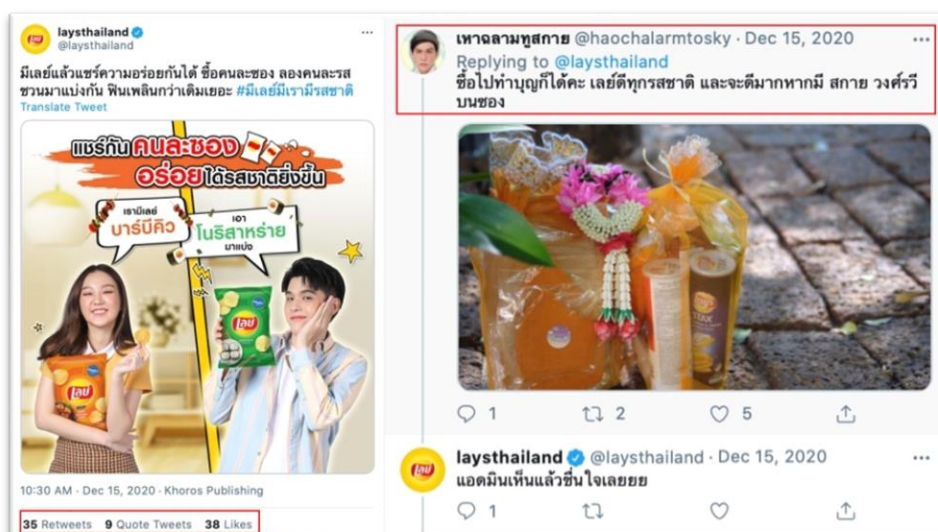 laysthailand
@laysthailand
มีเลย์แล้วแชร์ความอร่อยกันได้ ซื้อคนละซอง ลองคนละรส
ชวนมาแบ่งกัน ฟินเพลินกว่าเดิมเยอะ #มีเลย์มีเรามีรสชาติ
Translate Tweet
แชร์กัน คนละซอง
อร่อยได้รสชาติยิ่งขึ้น
เรามีเลย์
บาร์บีคิว
เอา
โนริสาหร่าย
มาแบ่ง
เลย์
เลย์
10:30 AM · Dec 15, 2020 · Khoros Publishing
35 Retweets 9 Quote Tweets 38 Likes
เหาฉลามทูสกาย @haochalarmtosky · Dec 15, 2020
Replying to @laysthailand
ซื้อไปทำบุญก็ได้คะ เลย์ดีทุกรสชาติ และจะดีมากหากมี สกาย วงศ์รวี
บนซอง
1 2 5
laysthailand @laysthailand · Dec 15, 2020
แอดมินเห็นแล้วชื่นใจเลยยย
1